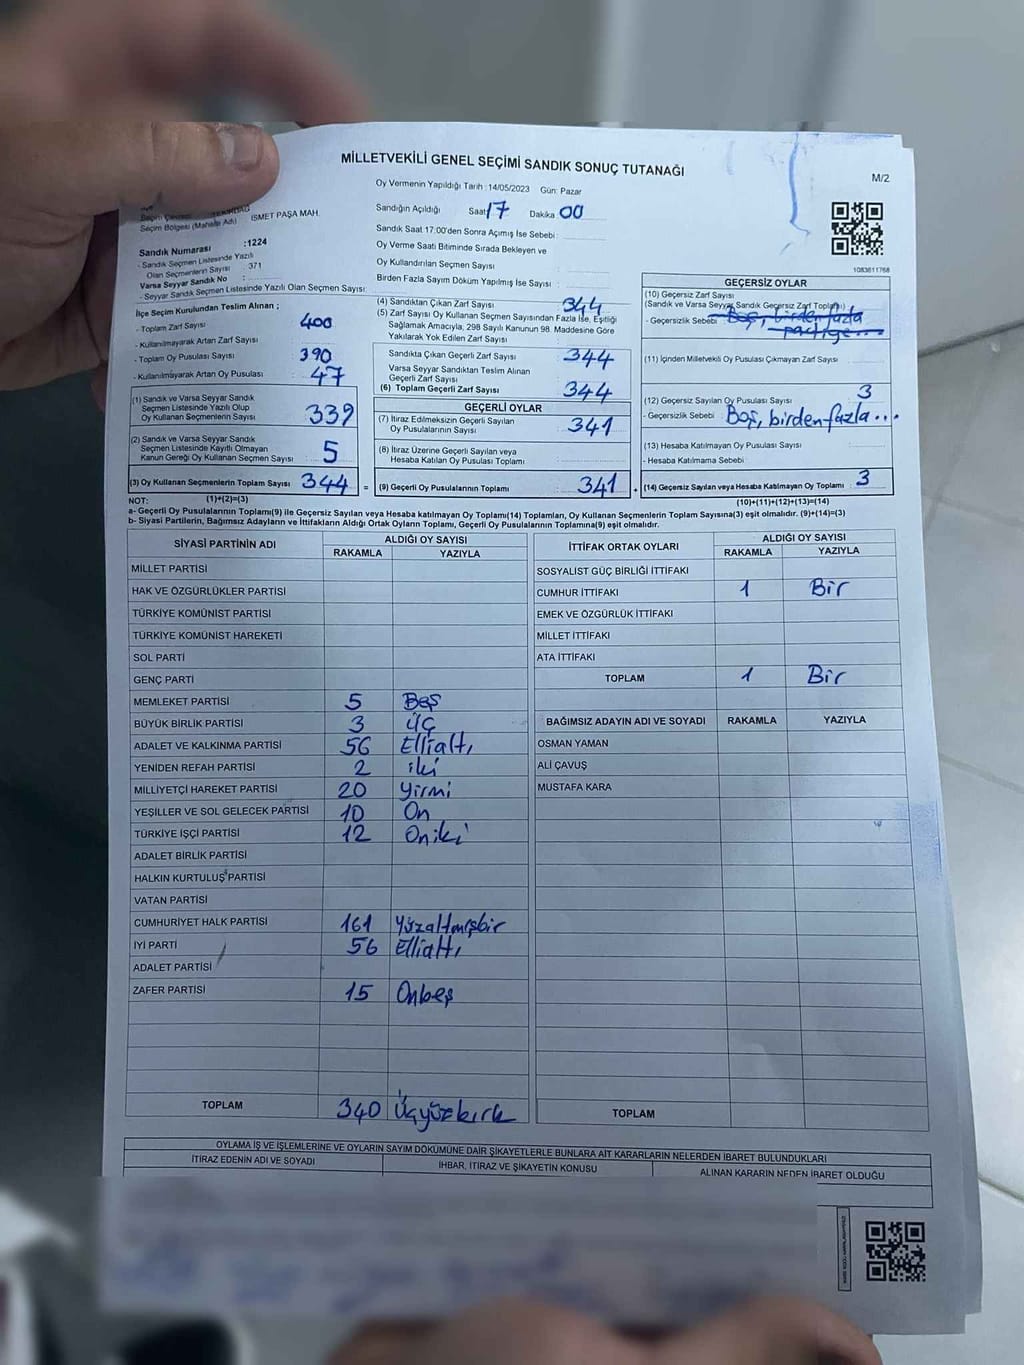 MİLLETVEKİLİ GENEL SEÇİMİ SANDIK SONUÇ TUTANAĞI
M/2
Oy Vermenin Yapıldığı Tarih : 14/05/2023 Gün: Pazar
Seçim Bölgesi (Mahalle Adı) İSMET PAŞA MAH.
Sandığın Açıldığı Saat 17 Dakika 00
Sandık Saat 17:00'den Sonra Açımış İse Sebebi :
Oy Verme Saati Bitiminde Sırada Bekleyen ve
Oy Kullandırılan Seçmen Sayısı :
Birden Fazla Sayım Döküm Yapılmış İse Sayısı :
1083611768
Sandık Numarası : 1224
- Sandık Seçmen Listesinde Yazılı
Olan Seçmenlerin Sayısı 371
Varsa Seyyar Sandık No :
- Seyyar Sandık Seçmen Listesinde Yazılı Olan Seçmen Sayısı:
İlçe Seçim Kurulundan Teslim Alınan ;
- Toplam Zarf Sayısı 400
- Kullanılmayarak Artan Zarf Sayısı
- Toplam Oy Pusulası Sayısı 390
- Kullanılmayarak Artan Oy Pusulası 47
(1) Sandık ve Varsa Seyyar Sandık
Seçmen Listesinde Yazılı Olup
Oy Kullanan Seçmenlerin Sayısı 339
(2) Sandık ve Varsa Seyyar Sandık
Seçmen Listesinde Kayıtlı Olmayan
Kanun Gereği Oy Kullanan Seçmen Sayısı 5
(3) Oy Kullanan Seçmenlerin Toplam Sayısı 344 =
(4) Sandıktan Çıkan Zarf Sayısı 344
(5) Zarf Sayısı Oy Kullanan Seçmen Sayısından Fazla İse, Eşitliği
Sağlamak Amacıyla, 298 Sayılı Kanunun 98. Maddesine Göre
Yakılarak Yok Edilen Zarf Sayısı
Sandıkta Çıkan Geçerli Zarf Sayısı 344
Varsa Seyyar Sandıktan Teslim Alınan
Geçerli Zarf Sayısı
(6) Toplam Geçerli Zarf Sayısı 344
GEÇERLİ OYLAR
(7) İtiraz Edilmeksizin Geçerli Sayılan
Oy Pusulalarının Sayısı 341
(8) İtiraz Üzerine Geçerli Sayılan veya
Hesaba Katılan Oy Pusulası Toplamı
(9) Geçerli Oy Pusulalarının Toplamı 341 +
GEÇERSİZ OYLAR
(10) Geçersiz Zarf Sayısı
(Sandık ve Varsa Seyyar Sandık Geçersiz Zarf Toplamı)
- Geçersizlik Sebebi : Boş, birden fazla
(11) İçinden Milletvekili Oy Pusulası Çıkmayan Zarf Sayısı
(12) Geçersiz Sayılan Oy Pusulası Sayısı 3
- Geçersizlik Sebebi Boş, birden fazla...
(13) Hesaba Katılmayan Oy Pusulası Sayısı
- Hesaba Katılmama Sebebi
(14) Geçersiz Sayılan veya Hesaba Katılmayan Oy Toplamı : 3
NOT: (1)+(2)=(3)
(10)+(11)+(12)+(13)=(14)
a- Geçerli Oy Pusulalarının Toplamı(9) ile Geçersiz Sayılan veya Hesaba katılmayan Oy Toplamı(14) Toplamları, Oy Kullanan Seçmenlerin Toplam Sayısına(3) eşit olmalıdır. (9)+(14)=(3)
b- Siyasi Partilerin, Bağımsız Adayların ve İttifakların Aldığı Ortak Oyların Toplamı, Geçerli Oy Pusulalarının Toplamına(9) eşit olmalıdır.
SİYASİ PARTİNİN ADI ALDIĞI OY SAYISI
RAKAMLA YAZIYLA
MİLLET PARTİSİ
HAK VE ÖZGÜRLÜKLER PARTİSİ
TÜRKİYE KOMÜNİST PARTİSİ
TÜRKİYE KOMÜNİST HAREKETİ
SOL PARTİ
GENÇ PARTİ
MEMLEKET PARTİSİ 5 Beş
BÜYÜK BİRLİK PARTİSİ 3 Üç
ADALET VE KALKINMA PARTİSİ 56 Ellialtı
YENİDEN REFAH PARTİSİ 2 iki
MİLLİYETÇİ HAREKET PARTİSİ 20 Yirmi
YEŞİLLER VE SOL GELECEK PARTİSİ 10 On
TÜRKİYE İŞÇİ PARTİSİ 12 Oniki
ADALET BİRLİK PARTİSİ
HALKIN KURTULUŞ PARTİSİ
VATAN PARTİSİ
CUMHURİYET HALK PARTİSİ 161 Yüzaltmışbir
İYİ PARTİ 56 Ellialtı
ADALET PARTİSİ
ZAFER PARTİSİ 15 Onbeş
TOPLAM 340 Üçyüzkırk
İTTİFAK ORTAK OYLARI ALDIĞI OY SAYISI
RAKAMLA YAZIYLA
SOSYALIST GÜÇ BİRLİĞİ İTTİFAKI
CUMHUR İTTİFAKI 1 Bir
EMEK VE ÖZGÜRLÜK İTTİFAKI
MİLLET İTTİFAKI
ATA İTTİFAKI
TOPLAM 1 Bir
BAĞIMSIZ ADAYIN ADI VE SOYADI RAKAMLA YAZIYLA
OSMAN YAMAN
ALİ ÇAVUŞ
MUSTAFA KARA
TOPLAM
OYLAMA İŞ VE İŞLEMLERİNE VE OYLARIN SAYIM DÖKÜMÜNE DAİR ŞİKAYETLERLE BUNLARA AİT KARARLARIN NELERDEN İBARET BULUNDUKLARI
İTİRAZ EDENİN ADI VE SOYADI İHBAR, İTİRAZ VE ŞİKAYETİN KONUSU ALINAN KARARIN NEDEN İBARET OLDUĞU